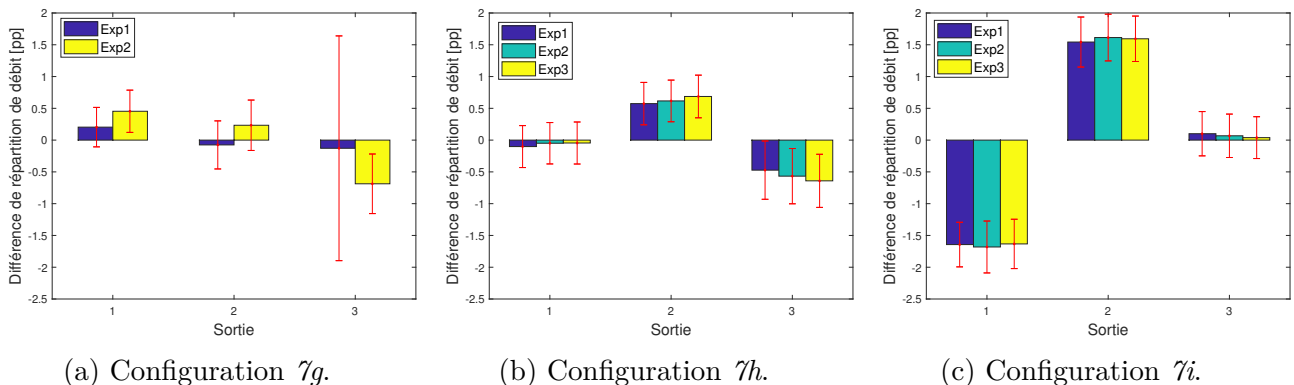 2
1.5
1
0.5
0
-0.5
-1
-1.5
-2
-2.5
Différence de répartition de débit [pp]
Exp1
Exp2
1 2 3
Sortie
(a) Configuration 7g.
2
1.5
1
0.5
0
-0.5
-1
-1.5
-2
-2.5
Différence de répartition de débit [pp]
Exp1
Exp2
Exp3
1 2 3
Sortie
(b) Configuration 7h.
2
1.5
1
0.5
0
-0.5
-1
-1.5
-2
-2.5
Différence de répartition de débit [pp]
Exp1
Exp2
Exp3
1 2 3
Sortie
(c) Configuration 7i.